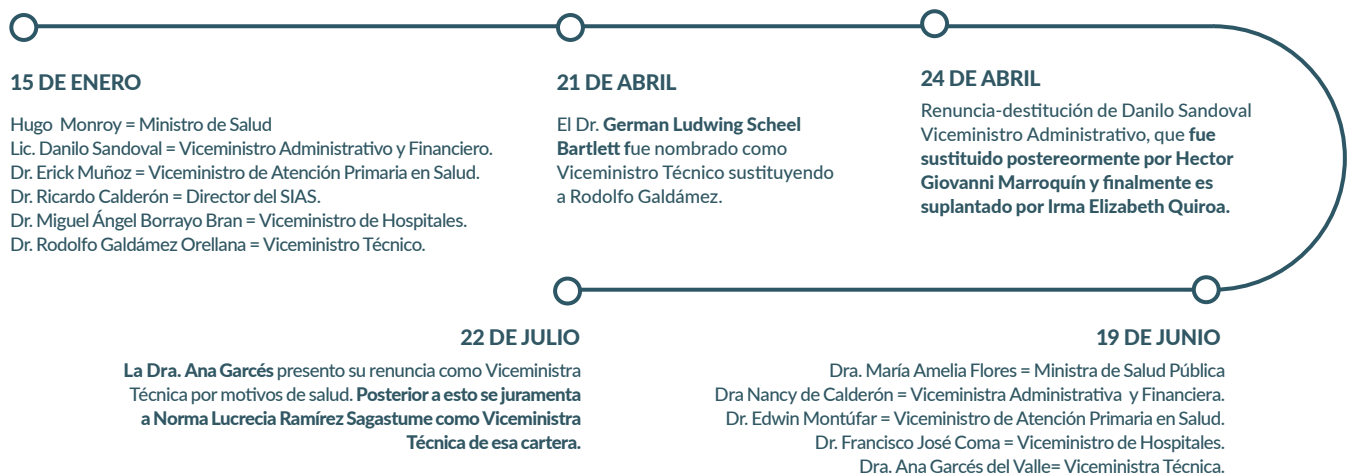 15 DE ENERO
Hugo Monroy = Ministro de Salud
Lic. Danilo Sandoval = Viceministro Administrativo y Financiero.
Dr. Erick Muñoz = Viceministro de Atención Primaria en Salud.
Dr. Ricardo Calderón = Director del SIAS.
Dr. Miguel Ángel Borrayo Bran = Viceministro de Hospitales.
Dr. Rodolfo Galdámez Orellana = Viceministro Técnico.
21 DE ABRIL
El Dr. German Ludwing Scheel
Bartlett fue nombrado como
Viceministro Técnico sustituyendo
a Rodolfo Galdámez.
24 DE ABRIL
Renuncia-destitución de Danilo Sandoval
Viceministro Administrativo, que fue
sustituido postereormente por Hector
Giovanni Marroquín y finalmente es
suplantado por Irma Elizabeth Quiroa.
19 DE JUNIO
Dra. María Amelia Flores = Ministra de Salud Pública
Dra Nancy de Calderón = Viceministra Administrativa y Financiera.
Dr. Edwin Montúfar = Viceministro de Atención Primaria en Salud.
Dr. Francisco José Coma = Viceministro de Hospitales.
Dra. Ana Garcés del Valle= Viceministra Técnica.
22 DE JULIO
La Dra. Ana Garcés presento su renuncia como Viceministra
Técnica por motivos de salud. Posterior a esto se juramenta
a Norma Lucrecia Ramírez Sagastume como Viceministra
Técnica de esa cartera.